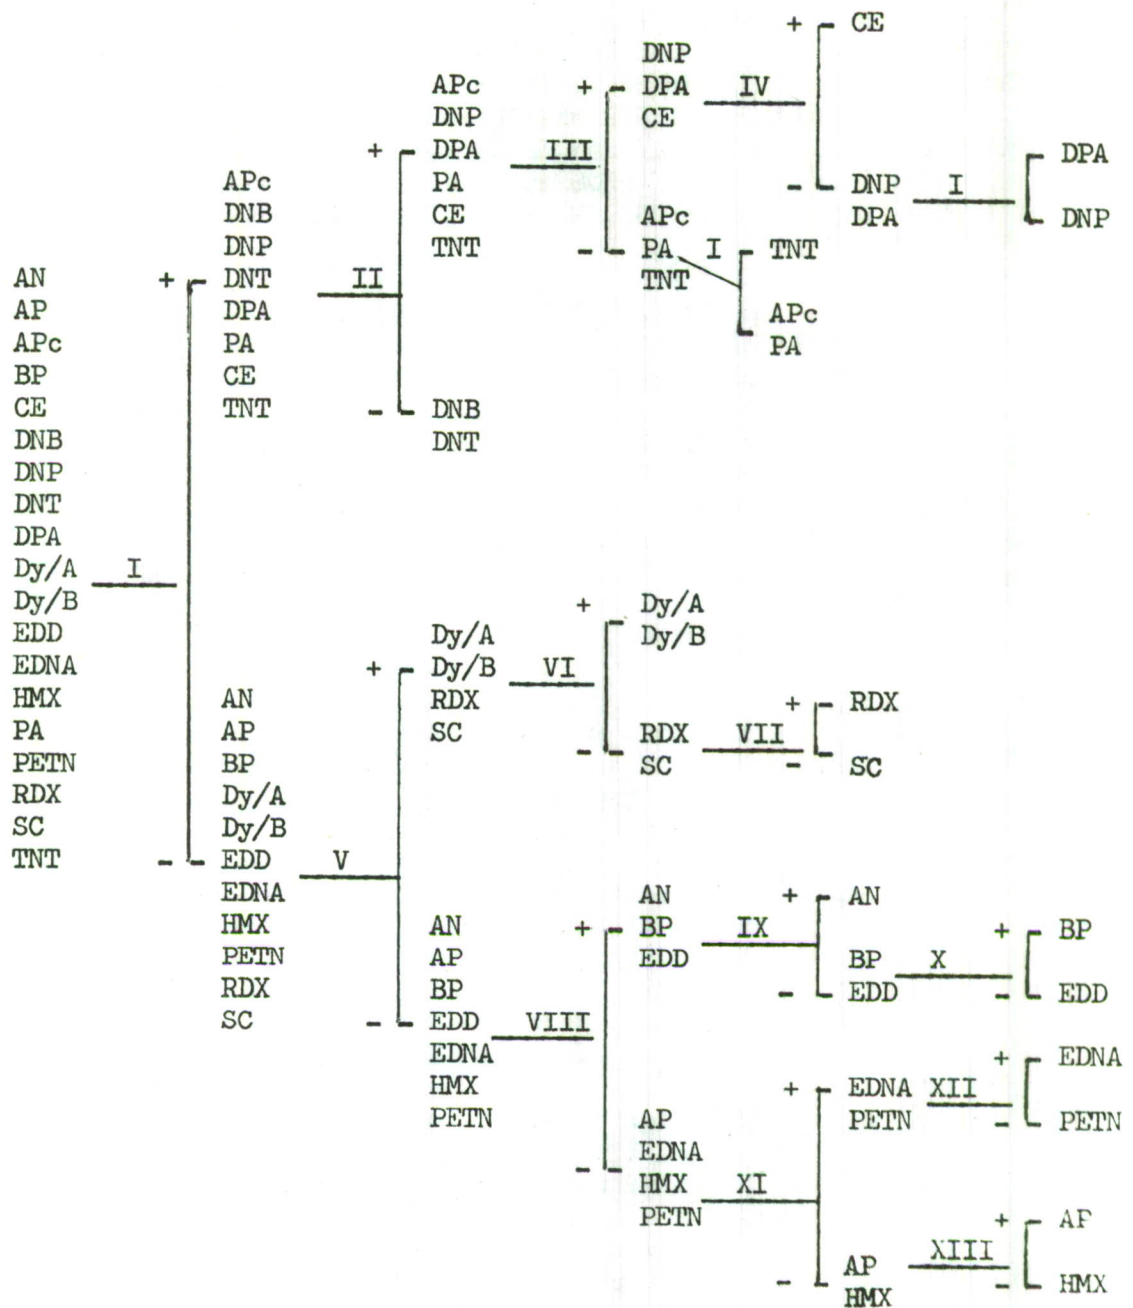 + CE
DNP
APc + DPA IV
DNP CE
+ DPA III DPA
APc PA - DNP I
DNB CE APc DPA DNP
DNP TNT - PA I TNT
AN + DNT II TNT
AP DPA APc
APc PA PA
BP CE
CE TNT - DNB
DNB DNT
DNP
DNT
DPA
Dy/A I
Dy/B + Dy/A
EDD Dy/A Dy/B
EDNA + Dy/B VI
HMX AN RDX + RDX
PA AP SC RDX VII
PETN BP - SC - SC
RDX Dy/A
SC Dy/B
TNT - EDD V
EDNA AN + AN
HMX AN + BP IX + BP
PETN AP EDD BP X
RDX BP - EDD - EDD
SC - EDD VIII
EDNA + EDNA
HMX + EDNA XII
PETN AP PETN - PETN
EDNA
- HMX XI
PETN + AP
AP XIII
- HMX - HMX